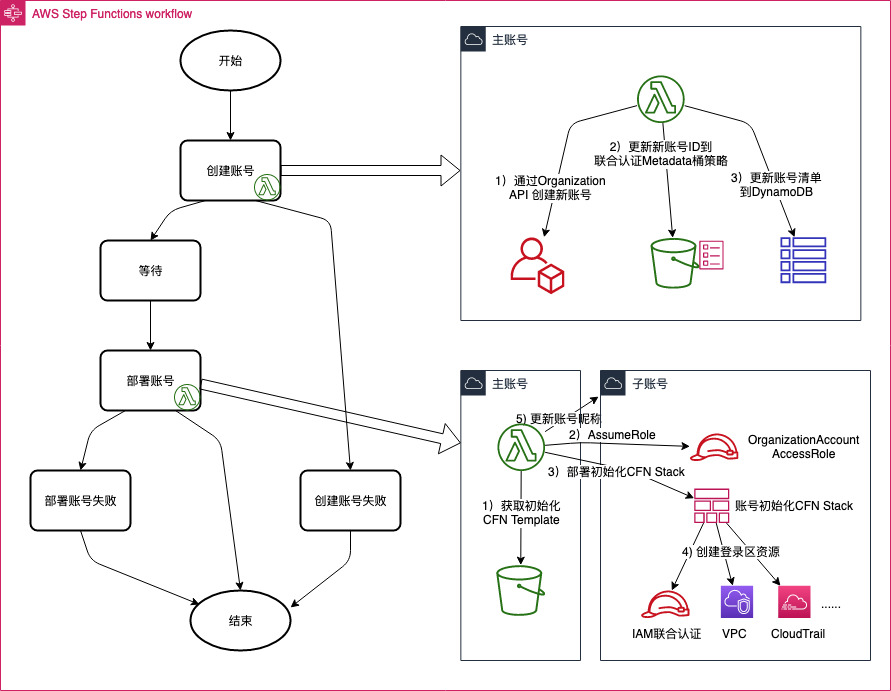 AWS Step Functions workflow
开始
创建账号
等待
部署账号
部署账号失败
创建账号失败
结束
主账号
1）通过Organization
API 创建新账号
2）更新新账号ID到
联合认证Metadata桶策略
3）更新账号清单
到DynamoDB
主账号
子账号
5) 更新账号昵称
2）AssumeRole
OrganizationAccount
AccessRole
3）部署初始化CFN Stack
1）获取初始化
CFN Template
账号初始化CFN Stack
4) 创建登录区资源
IAM联合认证
VPC
CloudTrail
......